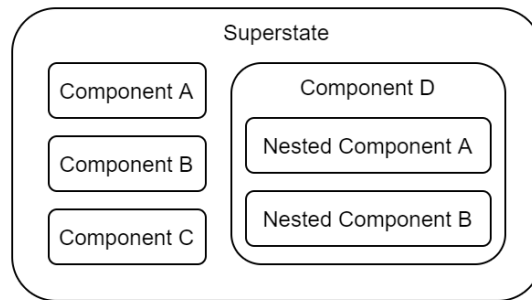 Superstate
Component A
Component B
Component C
Component D
Nested Component A
Nested Component B